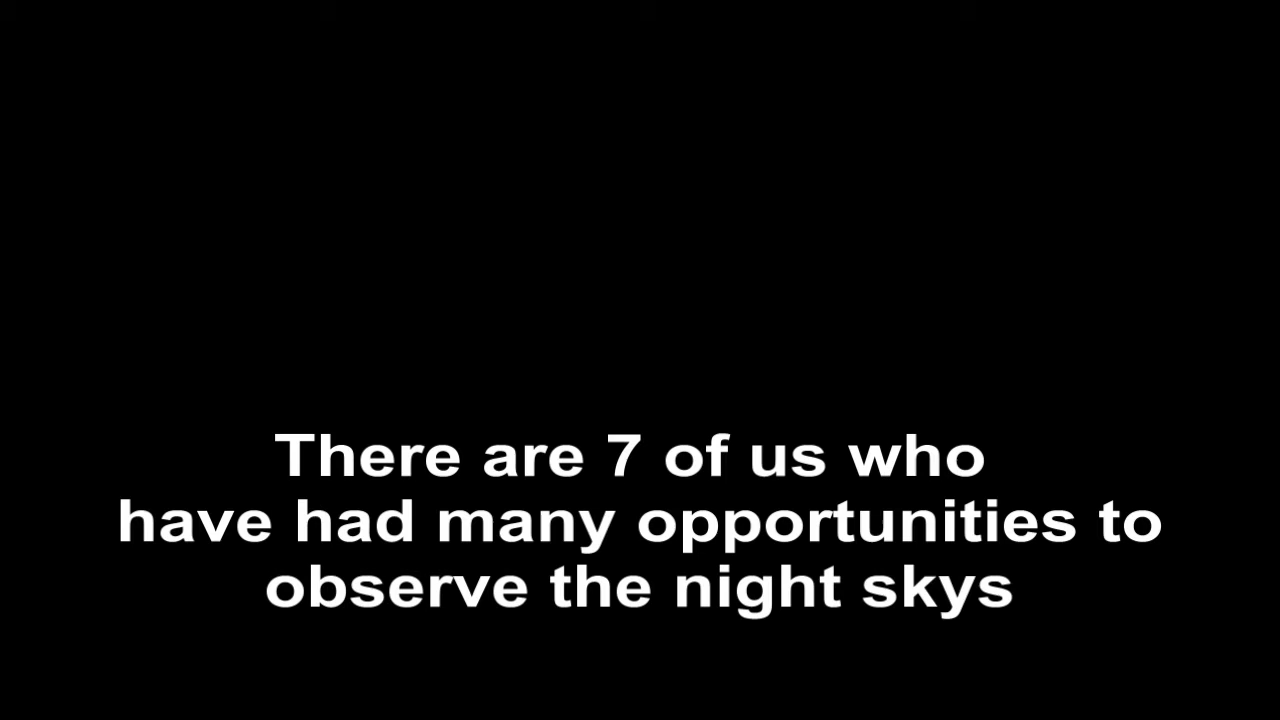 There are 7 of us who
have had many opportunities to
observe the night skys